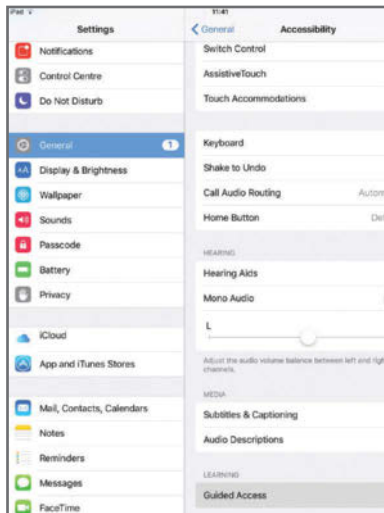 iPad
11:41
Settings
General
Accessibility
Notifications
Control Centre
Do Not Disturb
General
1
Display & Brightness
Wallpaper
Sounds
Passcode
Battery
Privacy
iCloud
App and iTunes Stores
Mail, Contacts, Calendars
Notes
Reminders
Messages
FaceTime
Switch Control
AssistiveTouch
Touch Accommodations
Keyboard
Shake to Undo
Call Audio Routing Autom
Home Button De
HEARING
Hearing Aids
Mono Audio
L
Adjust the audio volume balance between left and righ
channels.
MEDIA
Subtitles & Captioning
Audio Descriptions
LEARNING
Guided Access